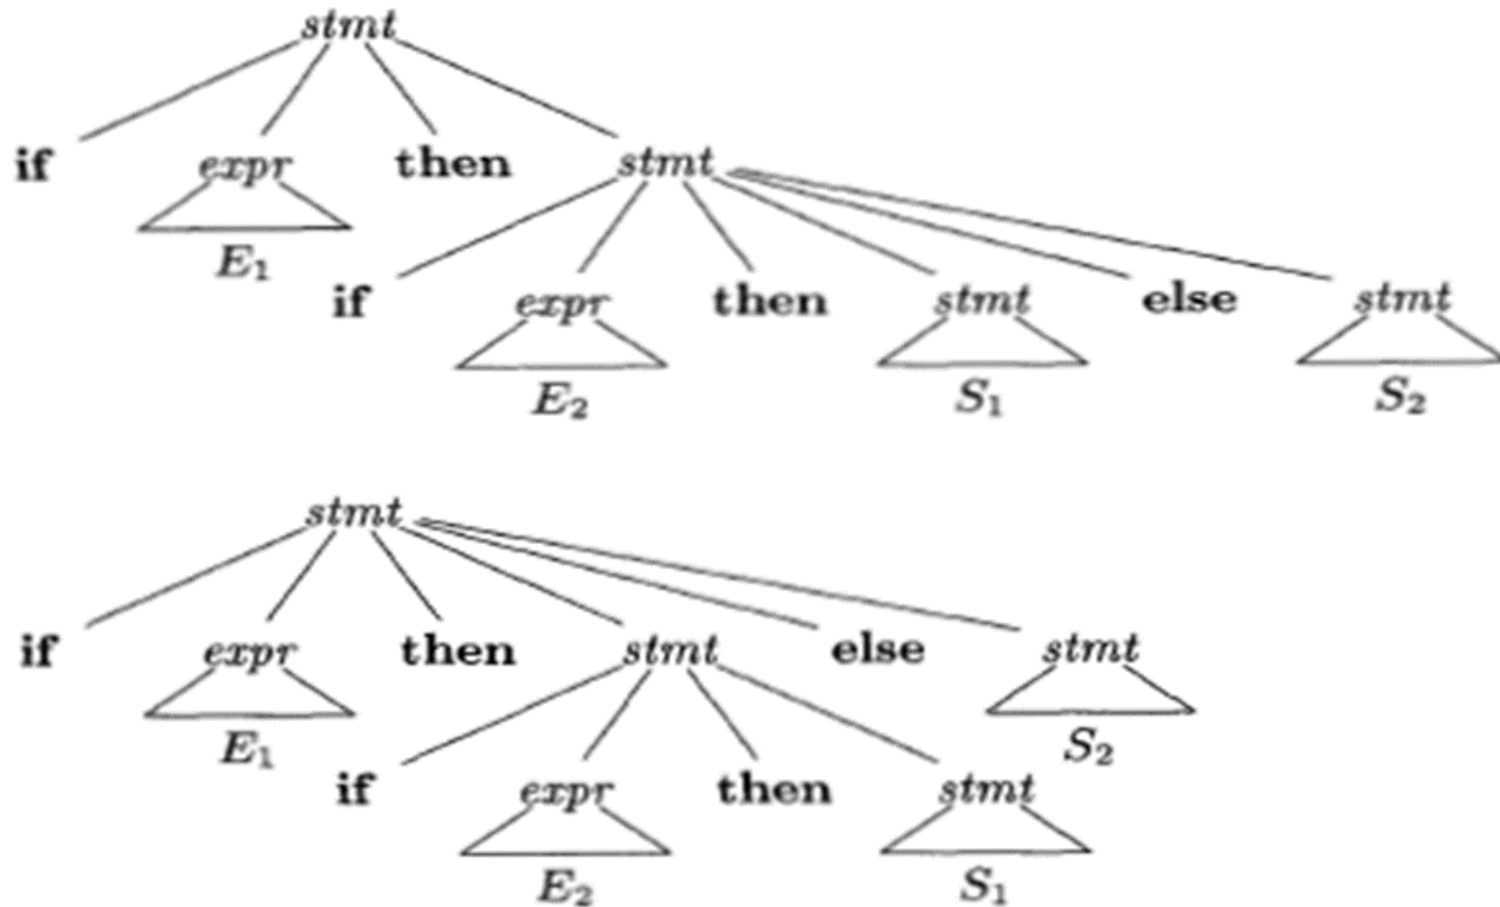 stmt
if expr then stmt
E₁
if expr then stmt else stmt
E₂ S₁ S₂
stmt
if expr then stmt else stmt
E₁ S₂
if expr then stmt
E₂ S₁